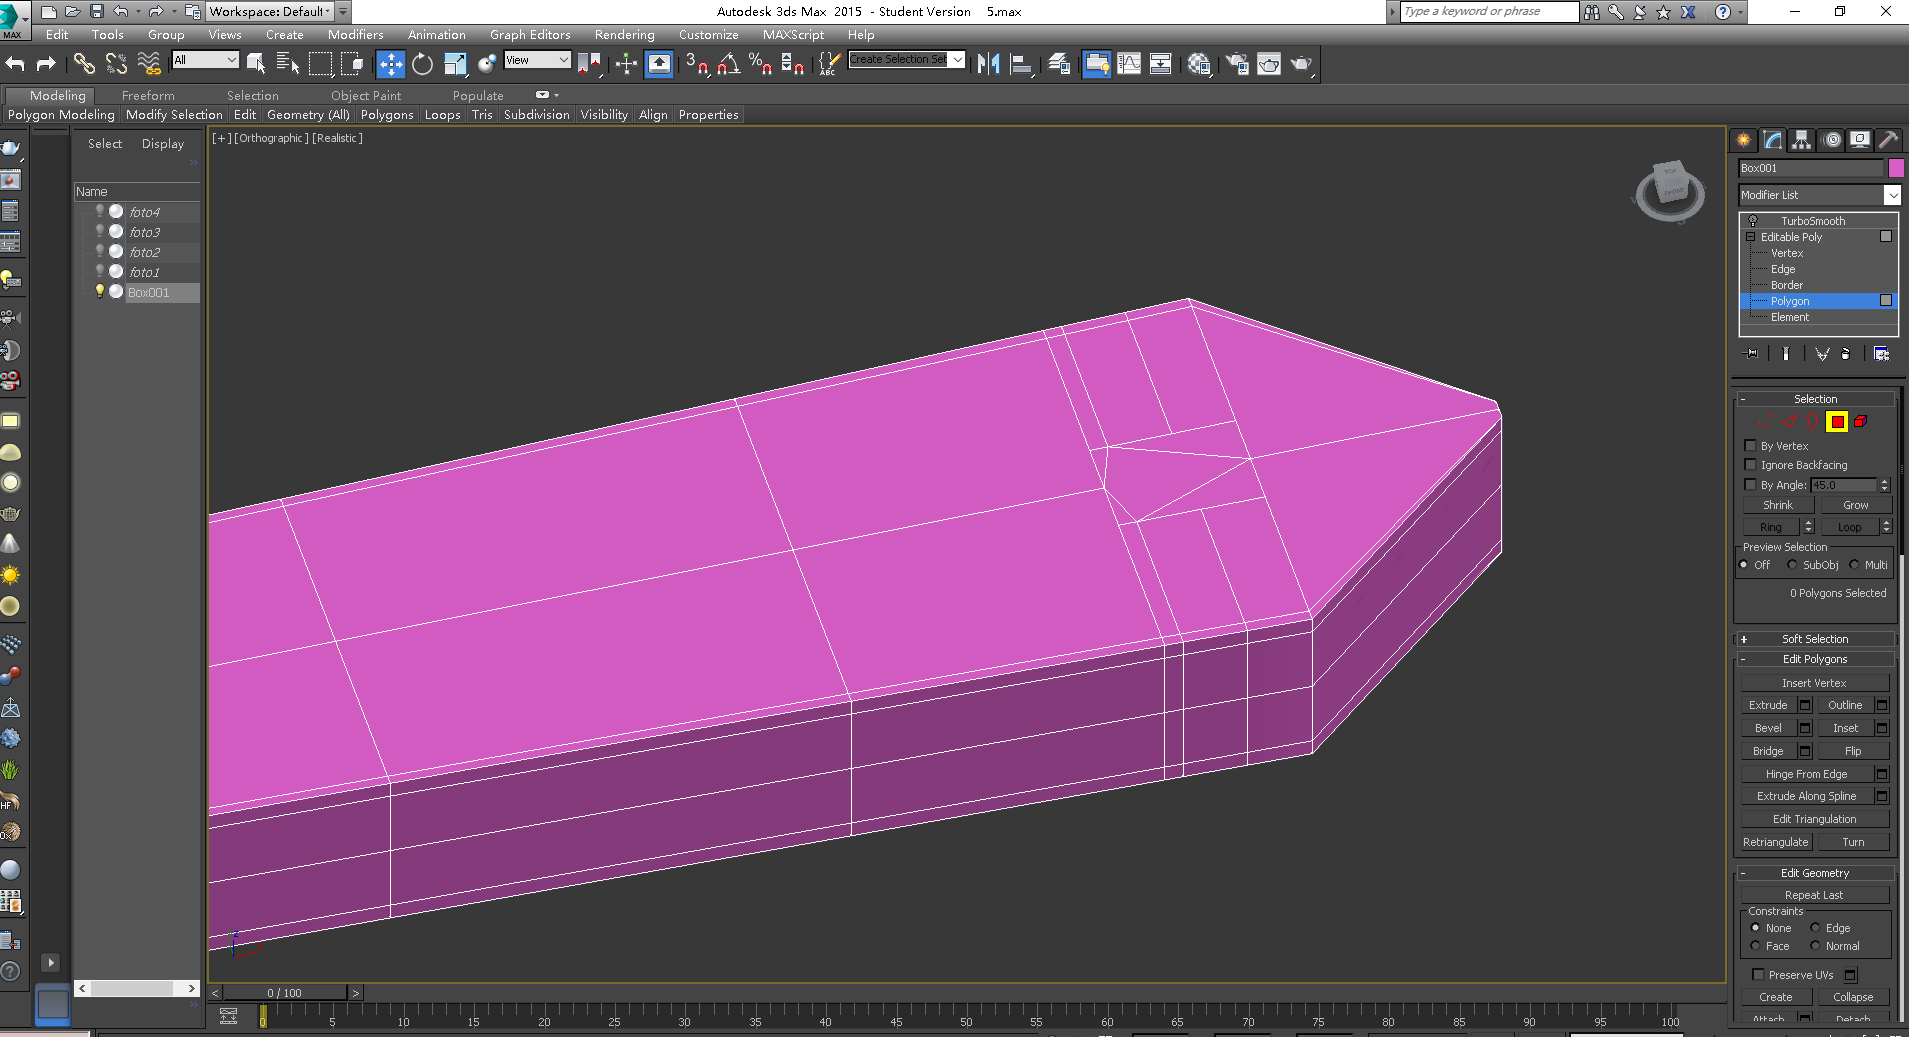 Workspace: Default
Autodesk 3ds Max 2015 - Student Version 5.max
Type a keyword or phrase
MAX
Edit Tools Group Views Create Modifiers Animation Graph Editors Rendering Customize MAXScript Help
All
View
3
ABC
Create Selection Set
Modeling Freeform Selection Object Paint Populate
Polygon Modeling Modify Selection Edit Geometry (All) Polygons Loops Tris Subdivision Visibility Align Properties
Select Display
Name
foto4
foto3
foto2
foto1
Box001
[+] [Orthographic] [Realistic]
TOP
FRONT
Box001
Modifier List
TurboSmooth
Editable Poly
Vertex
Edge
Border
Polygon
Element
- Selection
By Vertex
Ignore Backfacing
By Angle: 45.0
Shrink Grow
Ring Loop
Preview Selection
Off SubObj Multi
0 Polygons Selected
+ Soft Selection
- Edit Polygons
Insert Vertex
Extrude Outline
Bevel Inset
Bridge Flip
Hinge From Edge
Extrude Along Spline
Edit Triangulation
Retriangulate Turn
- Edit Geometry
Repeat Last
Constraints
None Edge
Face Normal
Preserve UVs
Create Collapse
Attach Detach
HF
z
< 0 / 100 >
0 5 10 15 20 25 30 35 40 45 50 55 60 65 70 75 80 85 90 95 100